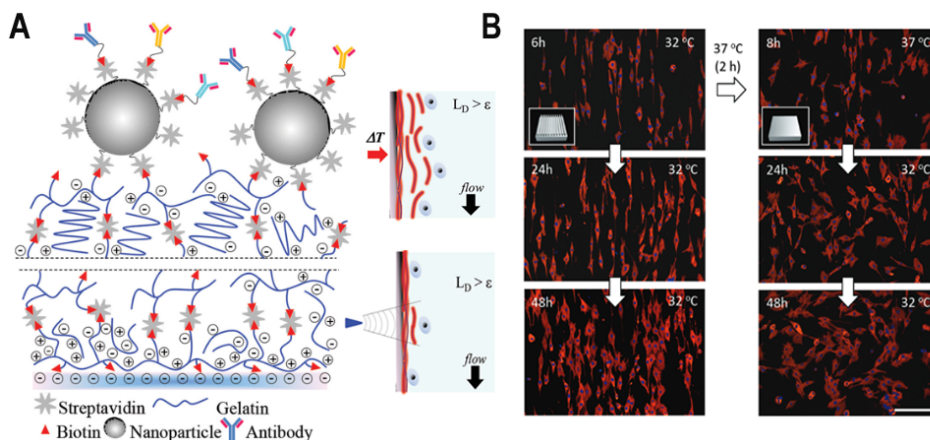 A
ΔT
L_D > ε
flow
L_D > ε
flow
Streptavidin Gelatin
Biotin Nanoparticle Antibody
B
6h 32 °C
37 °C
(2 h)
8h 37 °C
24h 32 °C
24h 32 °C
48h 32 °C
48h 32 °C